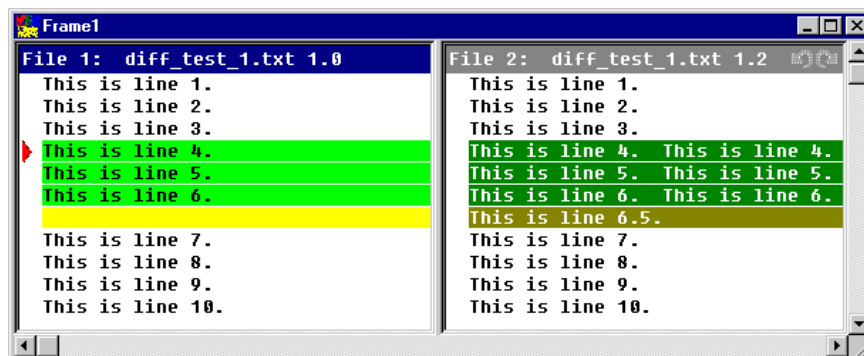 Frame1
File 1:  diff_test_1.txt 1.0
This is line 1.
This is line 2.
This is line 3.
This is line 4.
This is line 5.
This is line 6.
This is line 7.
This is line 8.
This is line 9.
This is line 10.
File 2:  diff_test_1.txt 1.2
This is line 1.
This is line 2.
This is line 3.
This is line 4.  This is line 4.
This is line 5.  This is line 5.
This is line 6.  This is line 6.
This is line 6.5.
This is line 7.
This is line 8.
This is line 9.
This is line 10.